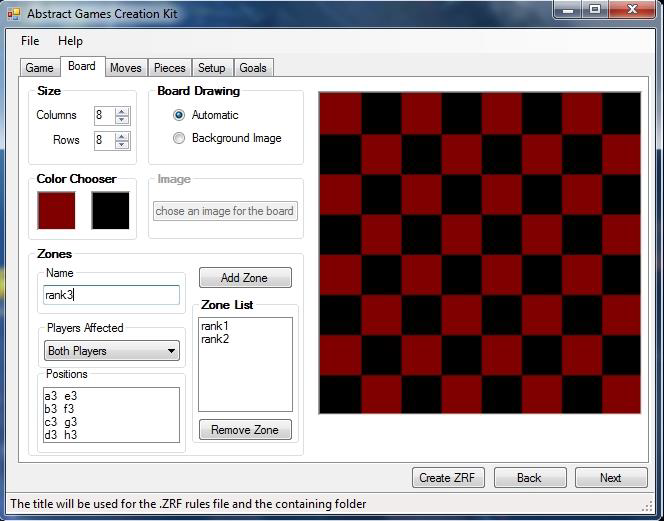 Abstract Games Creation Kit
File Help
Game Board Moves Pieces Setup Goals
Size
Columns 8
Rows 8
Board Drawing
Automatic
Background Image
Color Chooser
Image
chose an image for the board
Zones
Name
rank3
Add Zone
Players Affected
Both Players
Positions
a3 e3
b3 f3
c3 g3
d3 h3
Zone List
rank1
rank2
Remove Zone
Create ZRF Back Next
The title will be used for the .ZRF rules file and the containing folder